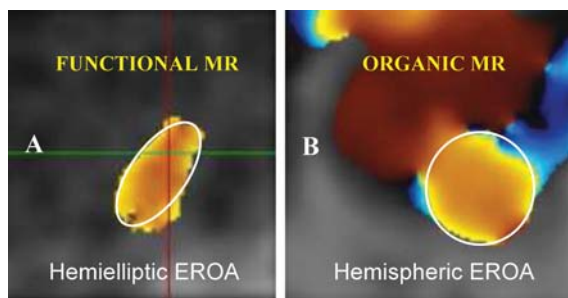 FUNCTIONAL MR
A
Hemielliptic EROA
ORGANIC MR
B
Hemispheric EROA